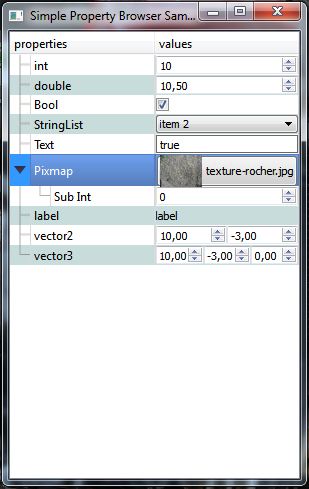 Simple Property Browser Sam...
properties values
int 10
double 10,50
Bool
StringList item 2
Text true
Pixmap texture-rocher.jpg
Sub Int 0
label label
vector2 10,00 -3,00
vector3 10,00 -3,00 0,00